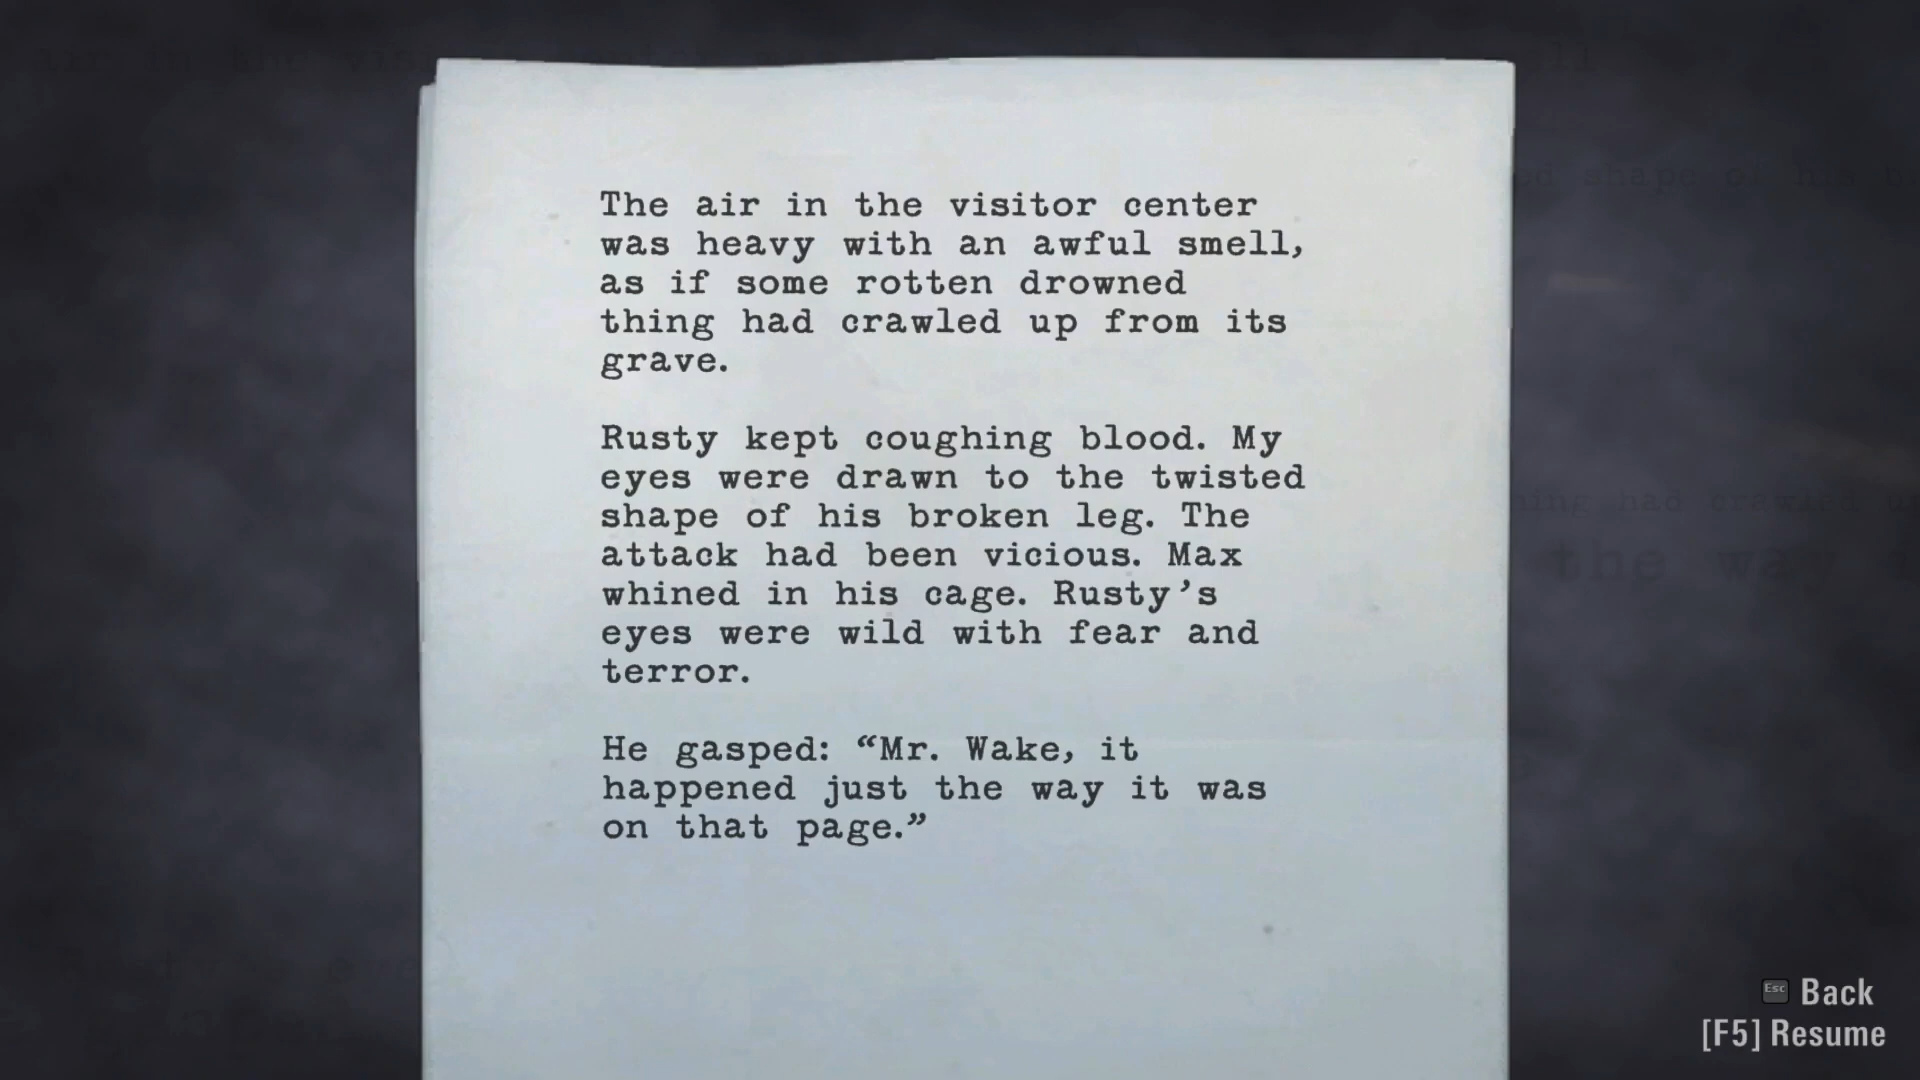 The air in the visitor center
was heavy with an awful smell,
as if some rotten drowned
thing had crawled up from its
grave.
Rusty kept coughing blood. My
eyes were drawn to the twisted
shape of his broken leg. The
attack had been vicious. Max
whined in his cage. Rusty’s
eyes were wild with fear and
terror.
He gasped: “Mr. Wake, it
happened just the way it was
on that page.”
Esc Back
[F5] Resume